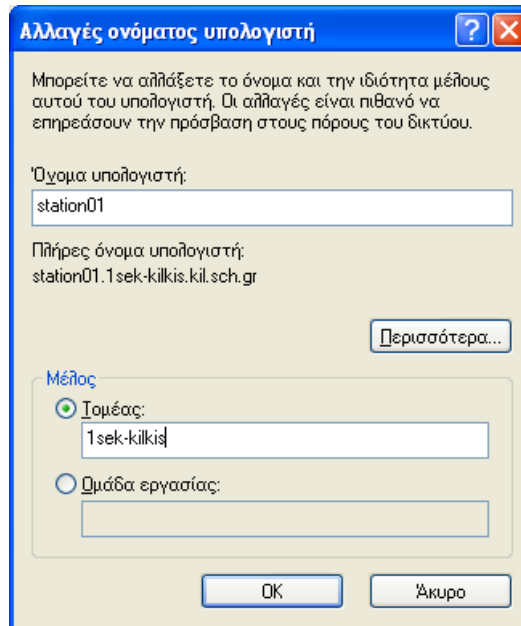 Αλλαγές ονόματος υπολογιστή
Μπορείτε να αλλάξετε το όνομα και την ιδιότητα μέλους
αυτού του υπολογιστή. Οι αλλαγές είναι πιθανό να
επηρεάσουν την πρόσβαση στους πόρους του δικτύου.
Όνομα υπολογιστή:
station01
Πλήρες όνομα υπολογιστή:
station01.1sek-kilkis.kil.sch.gr
Περισσότερα...
Μέλος
Τομέας:
1sek-kilkis
Ομάδα εργασίας:
OK Άκυρο